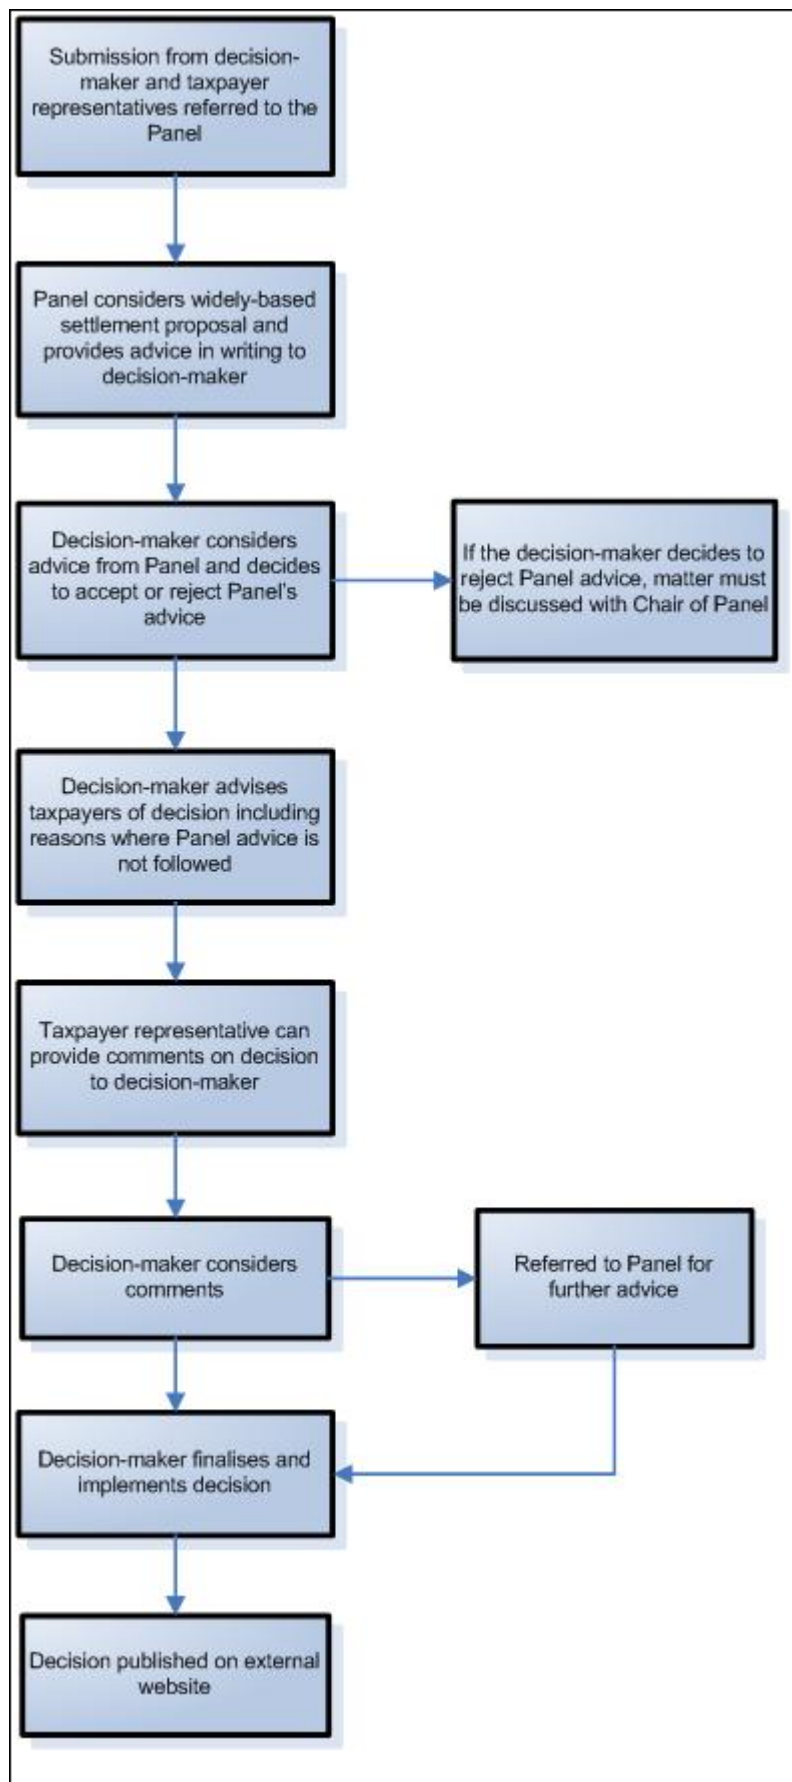 Submission from decision-
maker and taxpayer
representatives referred to the
Panel
Panel considers widely-based
settlement proposal and
provides advice in writing to
decision-maker
Decision-maker considers
advice from Panel and decides
to accept or reject Panel's
advice
If the decision-maker decides to
reject Panel advice, matter must
be discussed with Chair of Panel
Decision-maker advises
taxpayers of decision including
reasons where Panel advice is
not followed
Taxpayer representative can
provide comments on decision
to decision-maker
Decision-maker considers
comments
Referred to Panel for
further advice
Decision-maker finalises and
implements decision
Decision published on external
website